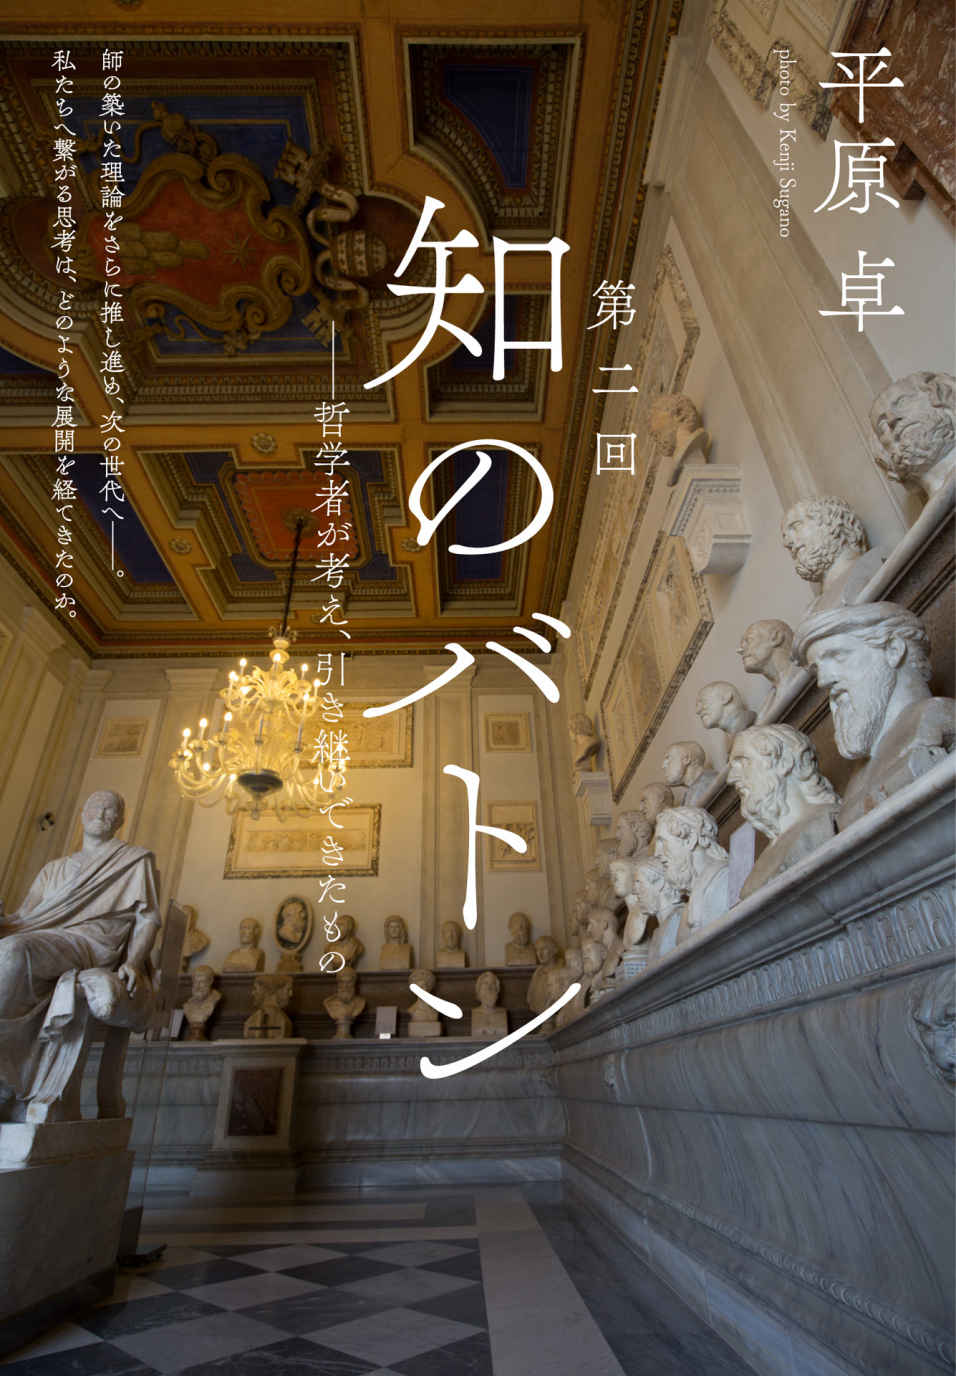 平原 卓
photo by Kenji Sugano
第二回
知のバトン
——哲学者が考え、引き継いできたもの
師の築いた理論をさらに推し進め、次の世代へ——。
私たちへ繋がる思考は、どのような展開を経てきたのか。